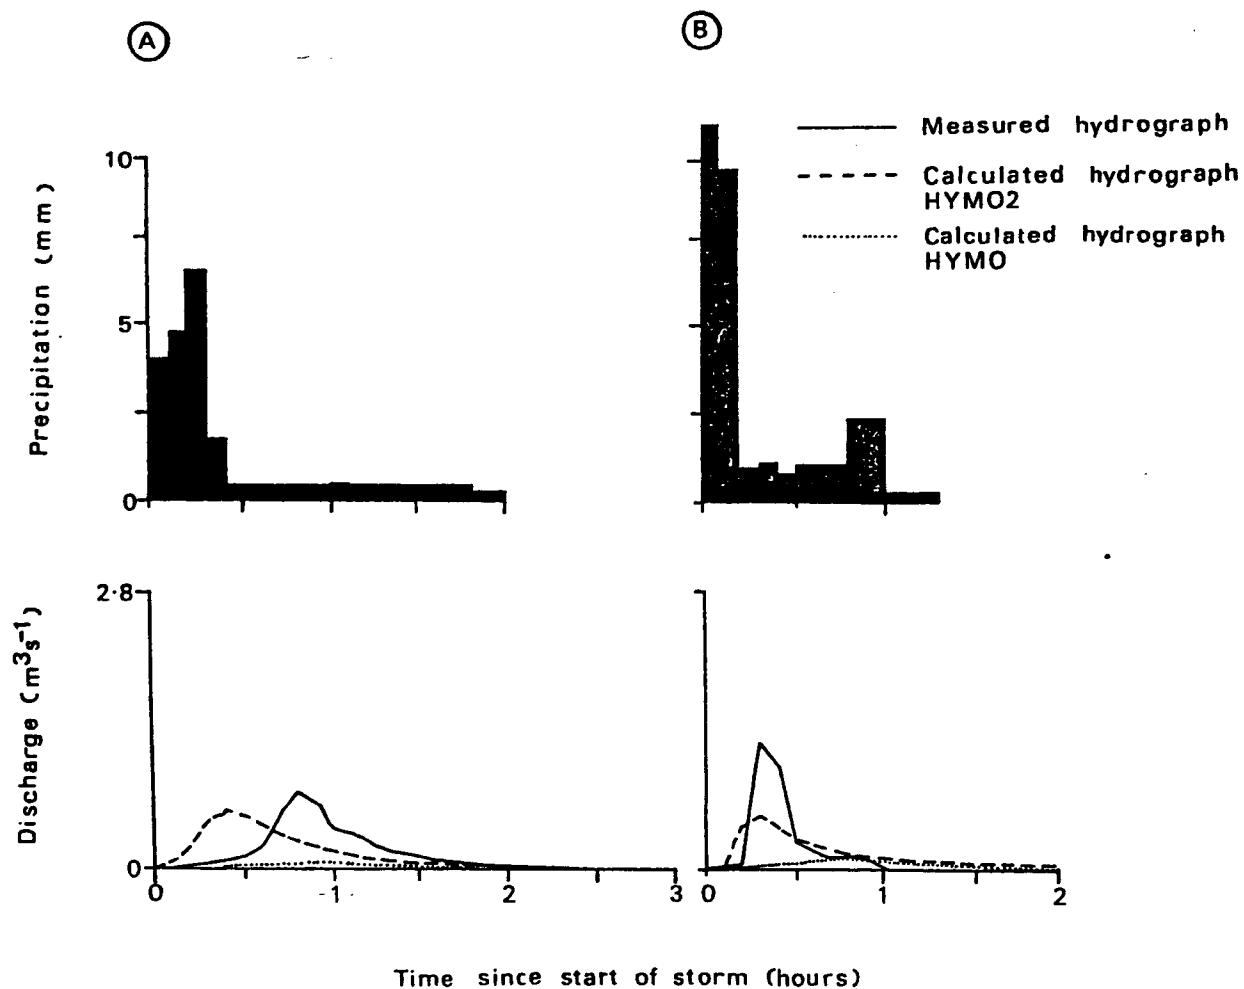 A
B
Measured hydrograph
Calculated hydrograph
HYMO2
Calculated hydrograph
HYMO
Precipitation (mm)
10
5
0
Discharge (m³s⁻¹)
2·8
0
0 1 2 3
0 1 2
Time since start of storm (hours)